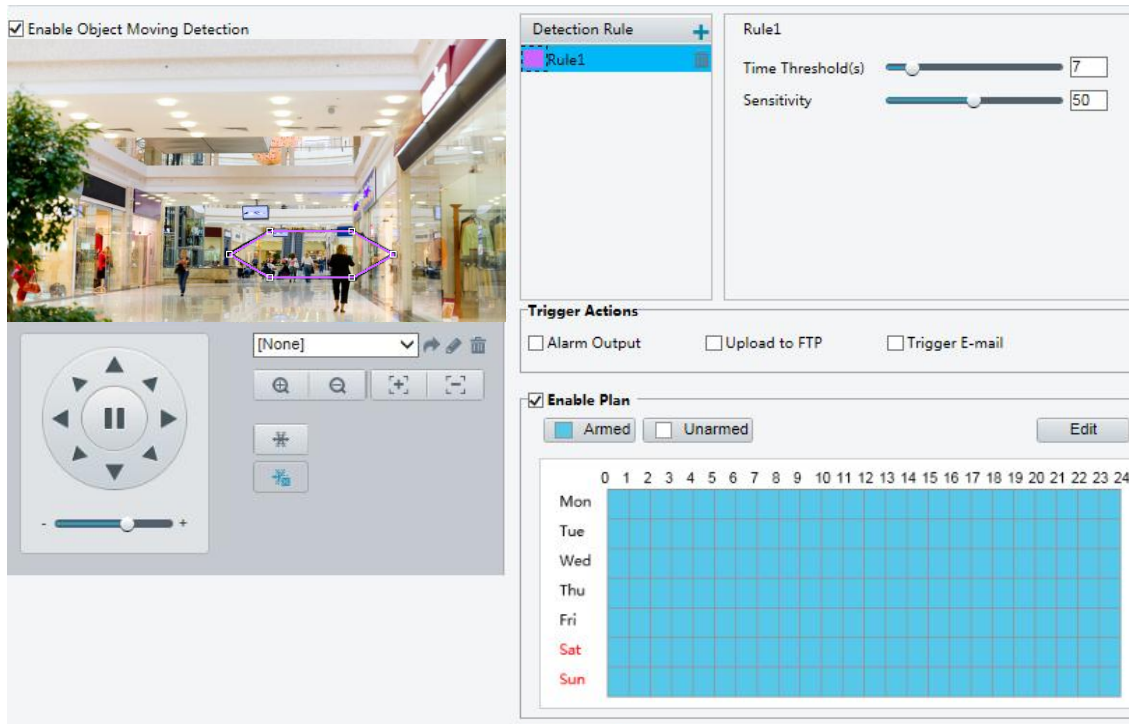 Enable Object Moving Detection
[None]
- +
Detection Rule
Rule1
Rule1
Time Threshold(s) 7
Sensitivity 50
Trigger Actions
Alarm Output Upload to FTP Trigger E-mail
Enable Plan
Armed Unarmed Edit
0 1 2 3 4 5 6 7 8 9 10 11 12 13 14 15 16 17 18 19 20 21 22 23 24
Mon
Tue
Wed
Thu
Fri
Sat
Sun